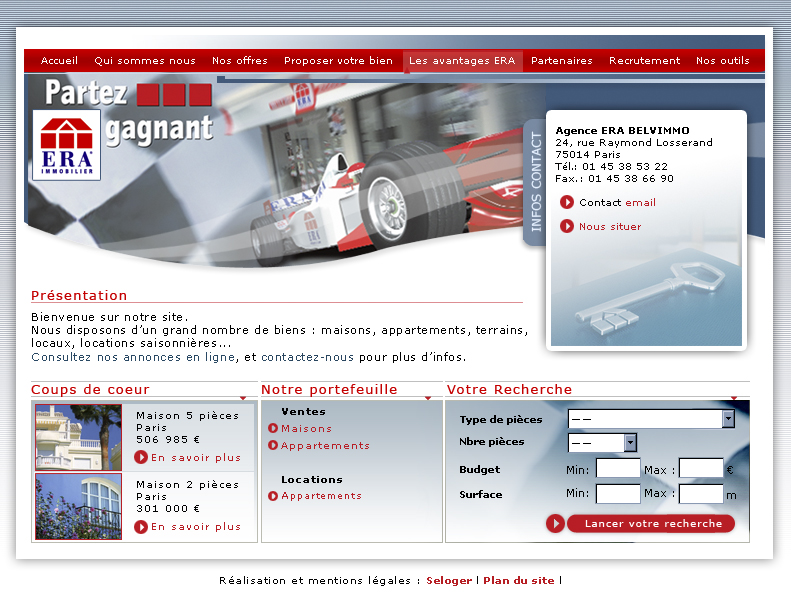 Accueil Qui sommes nous Nos offres Proposer votre bien Les avantages ERA Partenaires Recrutement Nos outils
Partez
gagnant
ERA
IMMOBILIER
ERA
INFOS CONTACT
Agence ERA BELVIMMO
24, rue Raymond Losserand
75014 Paris
Tél.: 01 45 38 53 22
Fax.: 01 45 38 66 90
Contact email
Nous situer
Présentation
Bienvenue sur notre site.
Nous disposons d'un grand nombre de biens : maisons, appartements, terrains,
locaux, locations saisonnières...
Consultez nos annonces en ligne, et contactez-nous pour plus d'infos.
Coups de coeur
Maison 5 pièces
Paris
506 985 €
En savoir plus
Maison 2 pièces
Paris
301 000 €
En savoir plus
Notre portefeuille
Ventes
Maisons
Appartements
Locations
Appartements
Votre Recherche
Type de pièces -- 
Nbre pièces --
Budget Min: Max : €
Surface Min: Max : m
Lancer votre recherche
Réalisation et mentions légales : Seloger | Plan du site |